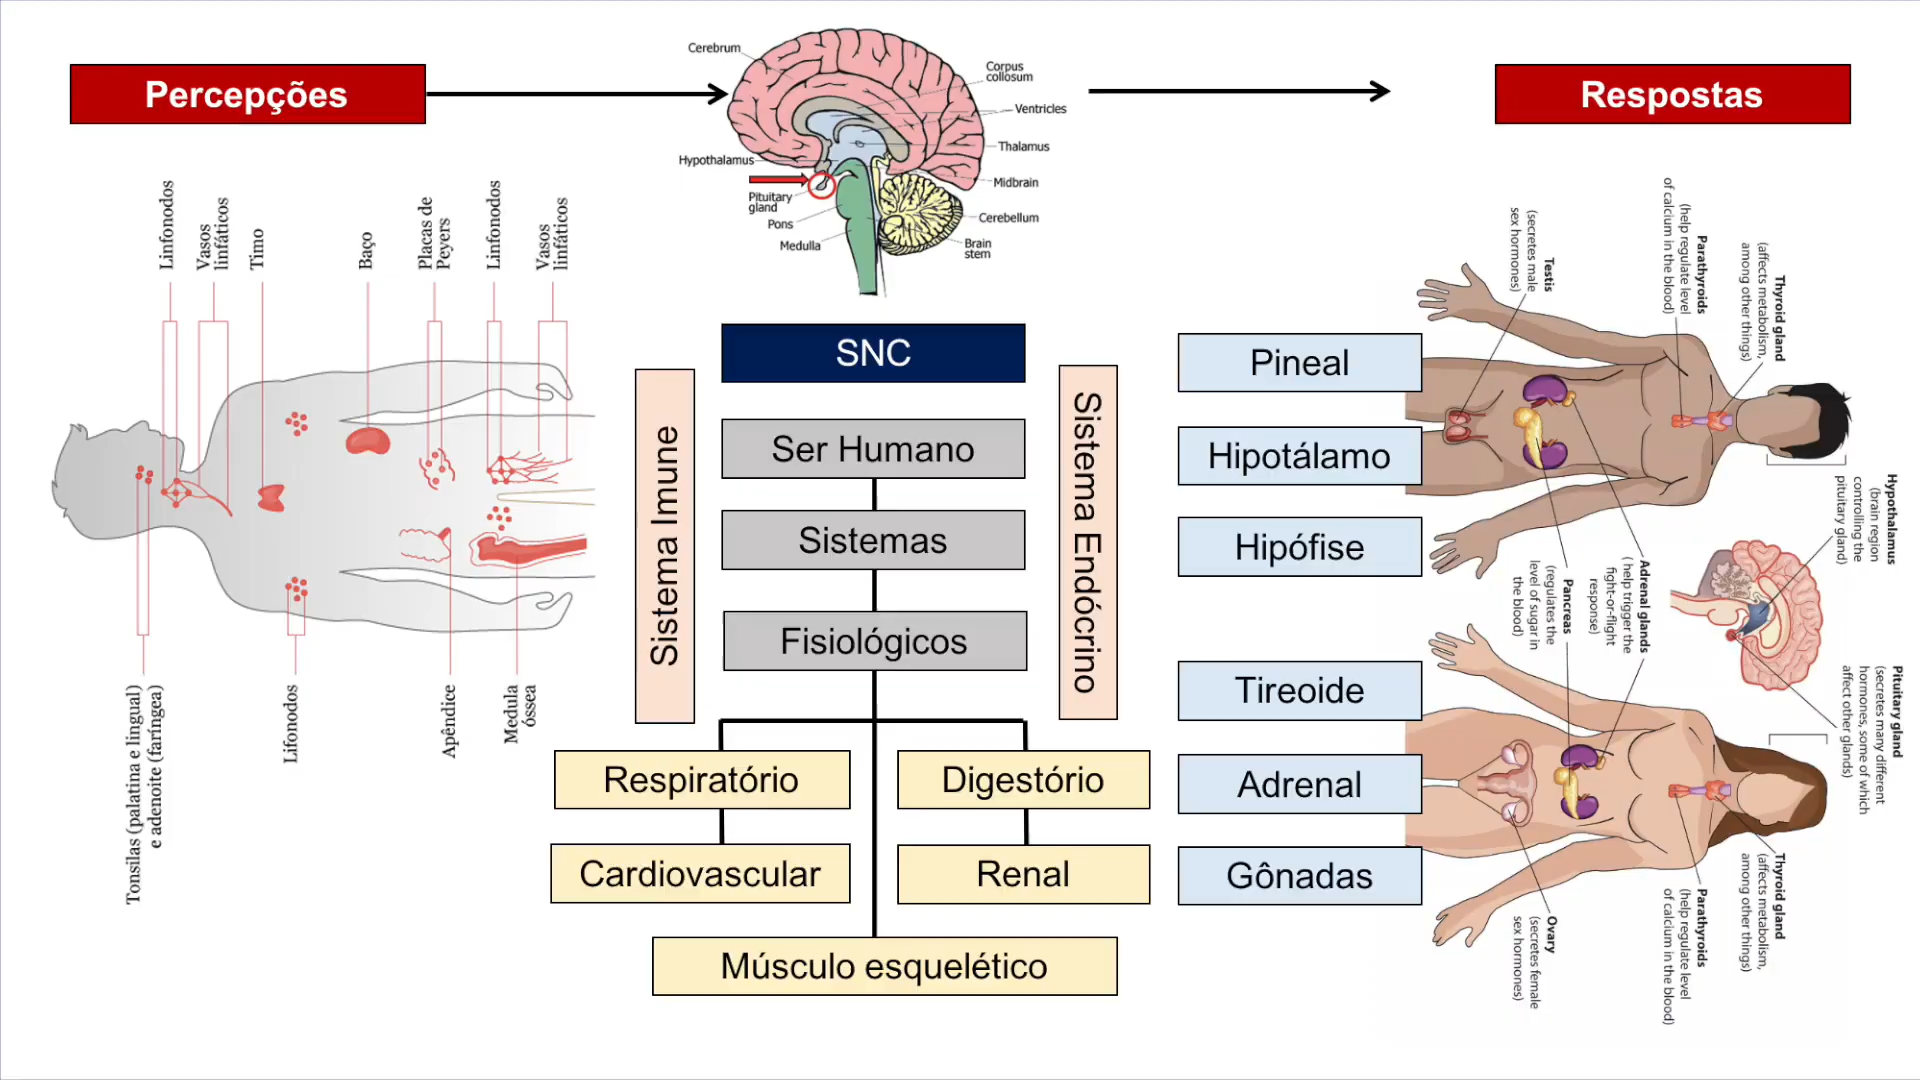 Percepções
Respostas
Cerebrum
Corpus
collosum
Ventricles
Thalamus
Hypothalamus
Midbrain
Pituitary
gland
Cerebellum
Pons
Medulla
Brain
stem
Linfonodos
Vasos
linfáticos
Timo
Baço
Placas de
Peyers
Linfonodos
Vasos
linfáticos
Tonsilas (palatina e lingual)
e adenoite (faríngea)
Lifonodos
Apêndice
Medula
óssea
Sistema Imune
SNC
Ser Humano
Sistemas
Fisiológicos
Sistema Endócrino
Respiratório
Digestório
Cardiovascular
Renal
Músculo esquelético
Pineal
Hipotálamo
Hipófise
Tireoide
Adrenal
Gônadas
Testis
(secretes male
sex hormones)
Parathyroids
(help regulate level
of calcium in the blood)
Thyroid gland
(affects metabolism,
among other things)
Hypothalamus
(brain region
controlling the
pituitary gland)
Adrenal glands
( help trigger the
fight-or-flight
response)
Pancreas
(regulates the
level of sugar in
the blood)
Pituitary gland
(secretes many different
hormones, some of which
affect other glands)
Ovary
(secretes female
sex hormones)
Parathyroids
(help regulate level
of calcium in the blood)
Thyroid gland
(affects metabolism,
among other things)